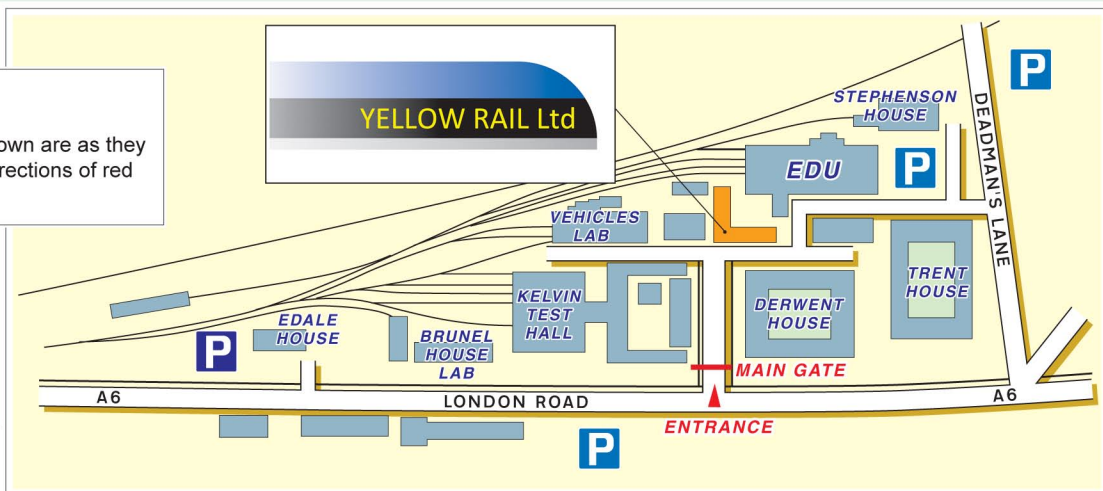 own are as they
rections of red
YELLOW RAIL Ltd
STEPHENSON
HOUSE
P
DEADMAN'S LANE
EDU
P
VEHICLES
LAB
TRENT
HOUSE
KELVIN
TEST
HALL
DERWENT
HOUSE
EDALE
HOUSE
P
BRUNEL
HOUSE
LAB
MAIN GATE
A6
LONDON ROAD
A6
ENTRANCE
P